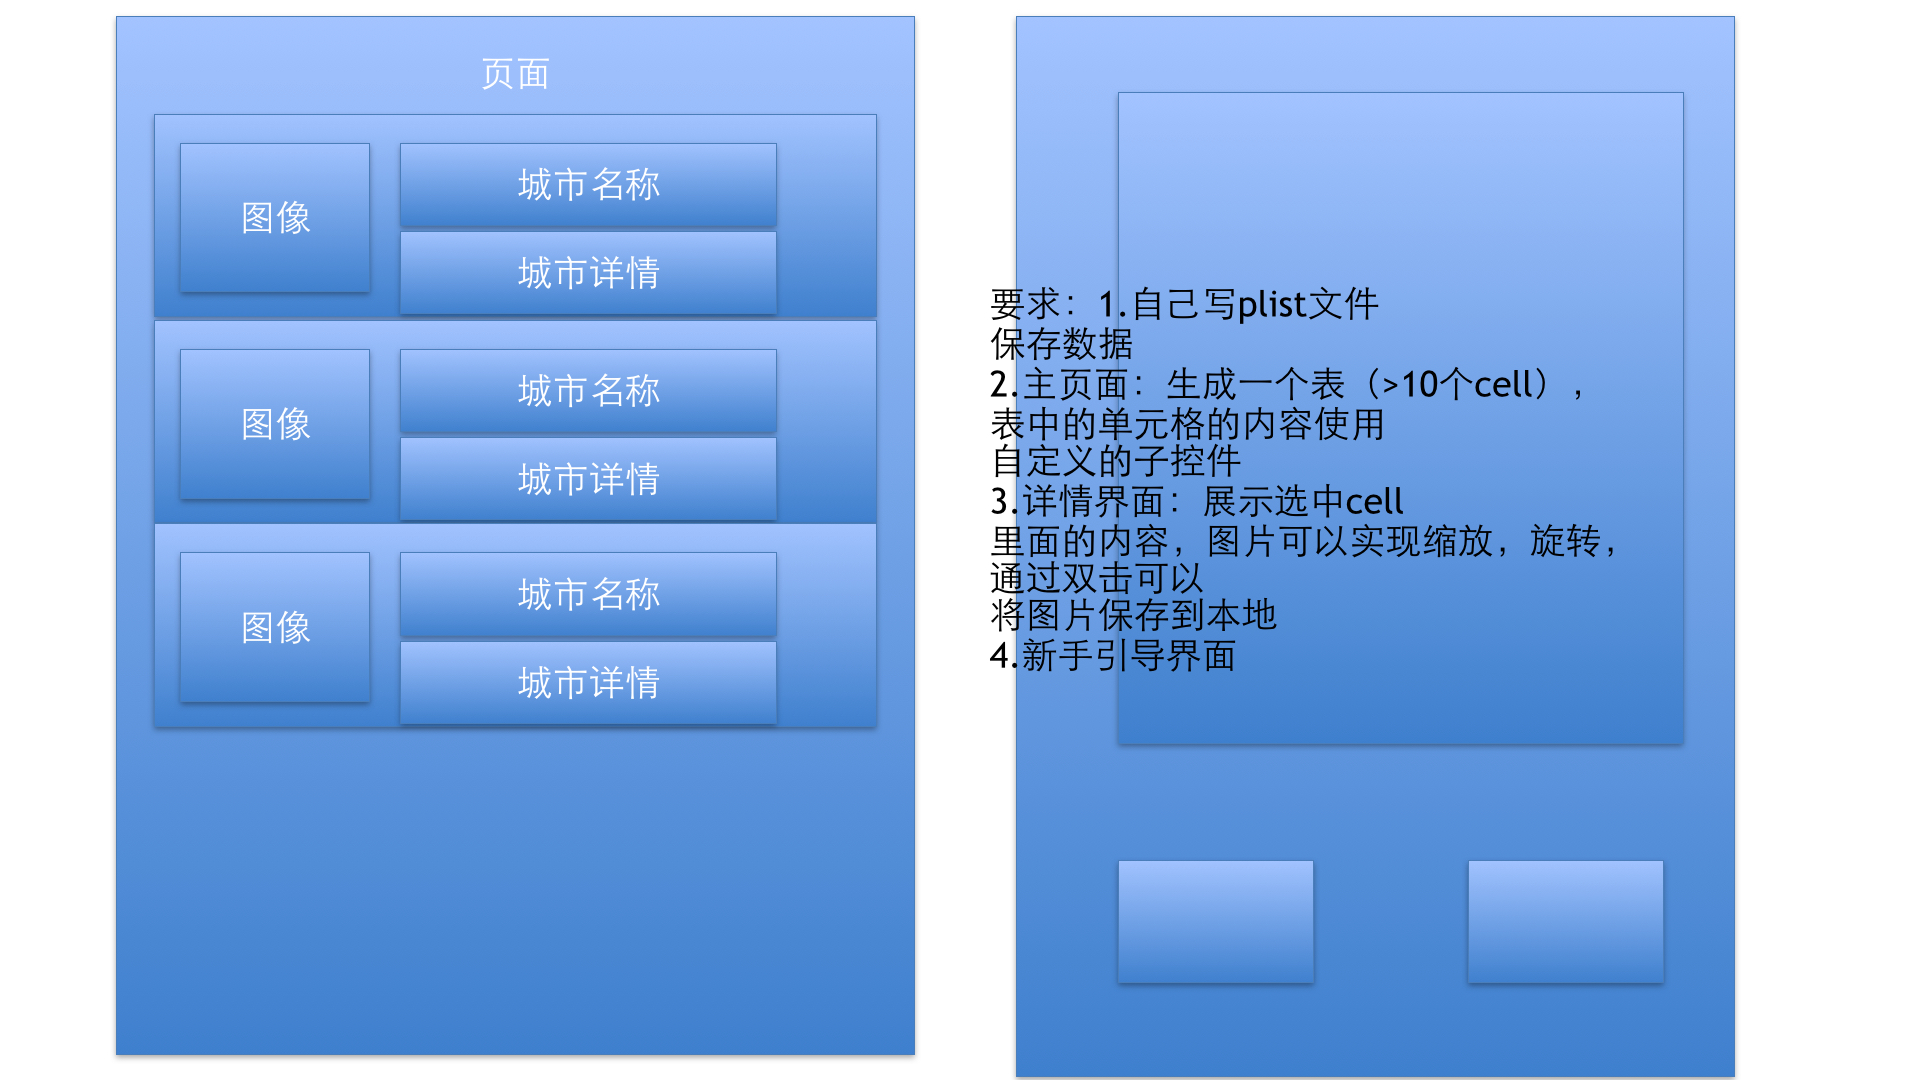 页面
图像
城市名称
城市详情
图像
城市名称
城市详情
图像
城市名称
城市详情
要求：1.自己写plist文件
保存数据
2.主页面：生成一个表（>10个cell），
表中的单元格的内容使用
自定义的子控件
3.详情界面：展示选中cell
里面的内容，图片可以实现缩放，旋转，
通过双击可以
将图片保存到本地
4.新手引导界面